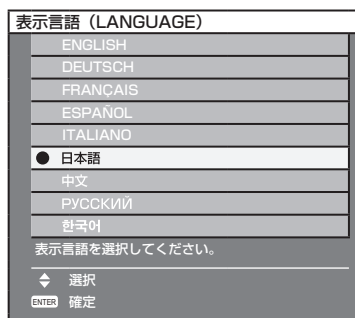 表示言語（LANGUAGE）
ENGLISH
DEUTSCH
FRANÇAIS
ESPAÑOL
ITALIANO
日本語
中文
РУССКИЙ
한국어
表示言語を選択してください。
選択
ENTER 確定